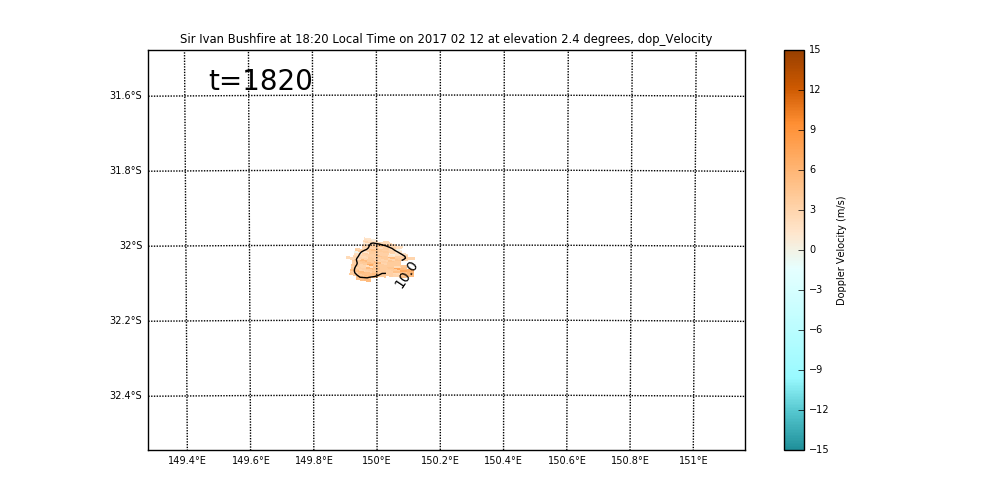 Sir Ivan Bushfire at 18:20 Local Time on 2017 02 12 at elevation 2.4 degrees, dop_Velocity
t=1820
31.6°S
31.8°S
32°S
32.2°S
32.4°S
10.0
149.4°E 149.6°E 149.8°E 150°E 150.2°E 150.4°E 150.6°E 150.8°E 151°E
15
12
9
6
3
0
−3
−6
−9
−12
−15
Doppler Velocity (m/s)